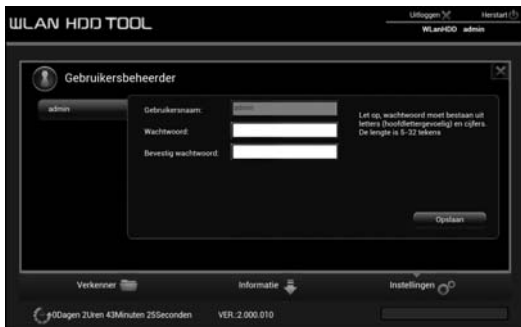 WLAN HDD TOOL
Uitloggen
Herstart
WLanHDD admin
Gebruikersbeheerder
admin
Gebruikersnaam:
admin
Wachtwoord:
Bevestig wachtwoord:
Let op, wachtwoord moet bestaan uit
letters (hoofdlettergevoelig) en cijfers.
De lengte is 5-32 tekens
Opslaan
Verkenner
Informatie
Instellingen
0Dagen 2Uren 43Minuten 25Seconden
VER.:2.000.010